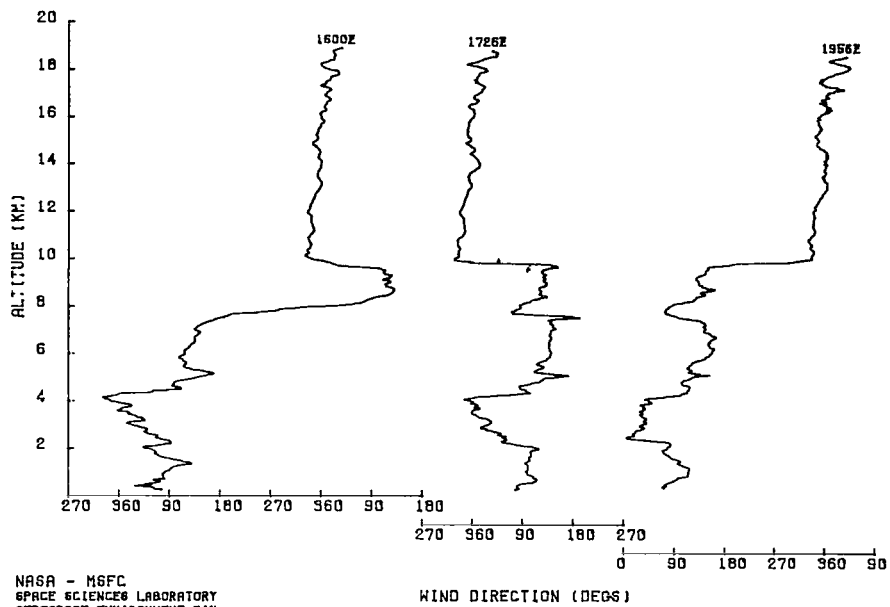 20
1600Z 1726Z 1956Z
18
16
14
12
ALTITUDE (KM)
10
8
6
4
2
270 360 90 180 270 360 90 180
270 360 90 180 270
0 90 180 270 360 90
NASA - MSFC
SPACE SCIENCES LABORATORY
WIND DIRECTION (DEGS)